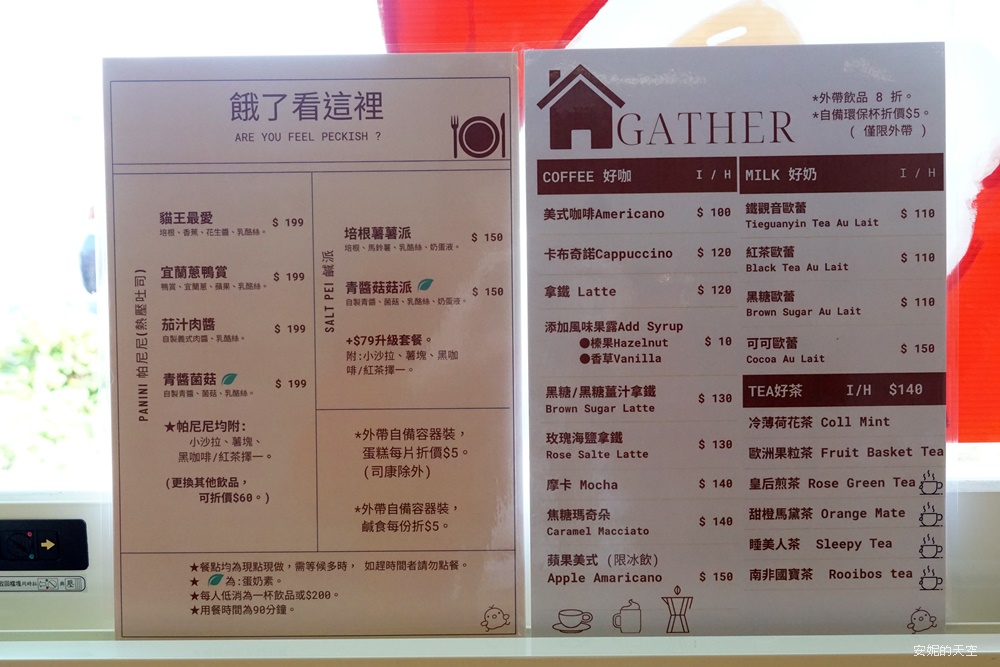 餓了看這裡
ARE YOU FEEL PECKISH ?
PANINI 帕尼尼(熱壓吐司)
貓王最愛 $ 199
培根、香蕉、花生醬、乳酪絲。
宜蘭蔥鴨賞 $ 199
鴨賞、宜蘭蔥、蘋果、乳酪絲。
茄汁肉醬 $ 199
自製義式肉醬、乳酪絲。
青醬菌菇 $ 199
自製青醬、菌菇、乳酪絲。
★帕尼尼均附:
小沙拉、薯塊、
黑咖啡/紅茶擇一。
(更換其他飲品，
可折價$60。)
SALT PEI 鹹派
培根薯薯派 $ 150
培根、馬鈴薯、乳酪絲、奶蛋液。
青醬菇菇派 $ 150
自製青醬、菌菇、乳酪絲、奶蛋液。
+$79升級套餐。
附:小沙拉、薯塊、黑咖
啡/紅茶擇一。
*外帶自備容器裝，
蛋糕每片折價$5。
(司康除外)
*外帶自備容器裝，
鹹食每份折$5。
★餐點均為現點現做，需等候多時， 如趕時間者請勿點餐。
★ 為:蛋奶素。
★每人低消為一杯飲品或$200。
★用餐時間為90分鐘。
GATHER
*外帶飲品 8 折。
*自備環保杯折價$5。
( 僅限外帶 )
COFFEE 好咖 I / H
美式咖啡Americano $ 100
卡布奇諾Cappuccino $ 120
拿鐵 Latte $ 120
添加風味果露Add Syrup
●榛果Hazelnut $ 10
●香草Vanilla
黑糖/黑糖薑汁拿鐵 $ 130
Brown Sugar Latte
玫瑰海鹽拿鐵 $ 130
Rose Salte Latte
摩卡 Mocha $ 140
焦糖瑪奇朵 $ 140
Caramel Macciato
蘋果美式 (限冰飲)
Apple Amaricano $ 150
MILK 好奶 I / H
鐵觀音歐蕾 $ 110
Tieguanyin Tea Au Lait
紅茶歐蕾 $ 110
Black Tea Au Lait
黑糖歐蕾 $ 110
Brown Sugar Au Lait
可可歐蕾 $ 150
Cocoa Au Lait
TEA好茶 I/H $140
冷薄荷花茶 Coll Mint
歐洲果粒茶 Fruit Basket Tea
皇后煎茶 Rose Green Tea
甜橙馬黛茶 Orange Mate
睡美人茶 Sleepy Tea
南非國寶茶 Rooibos tea
安妮的天空